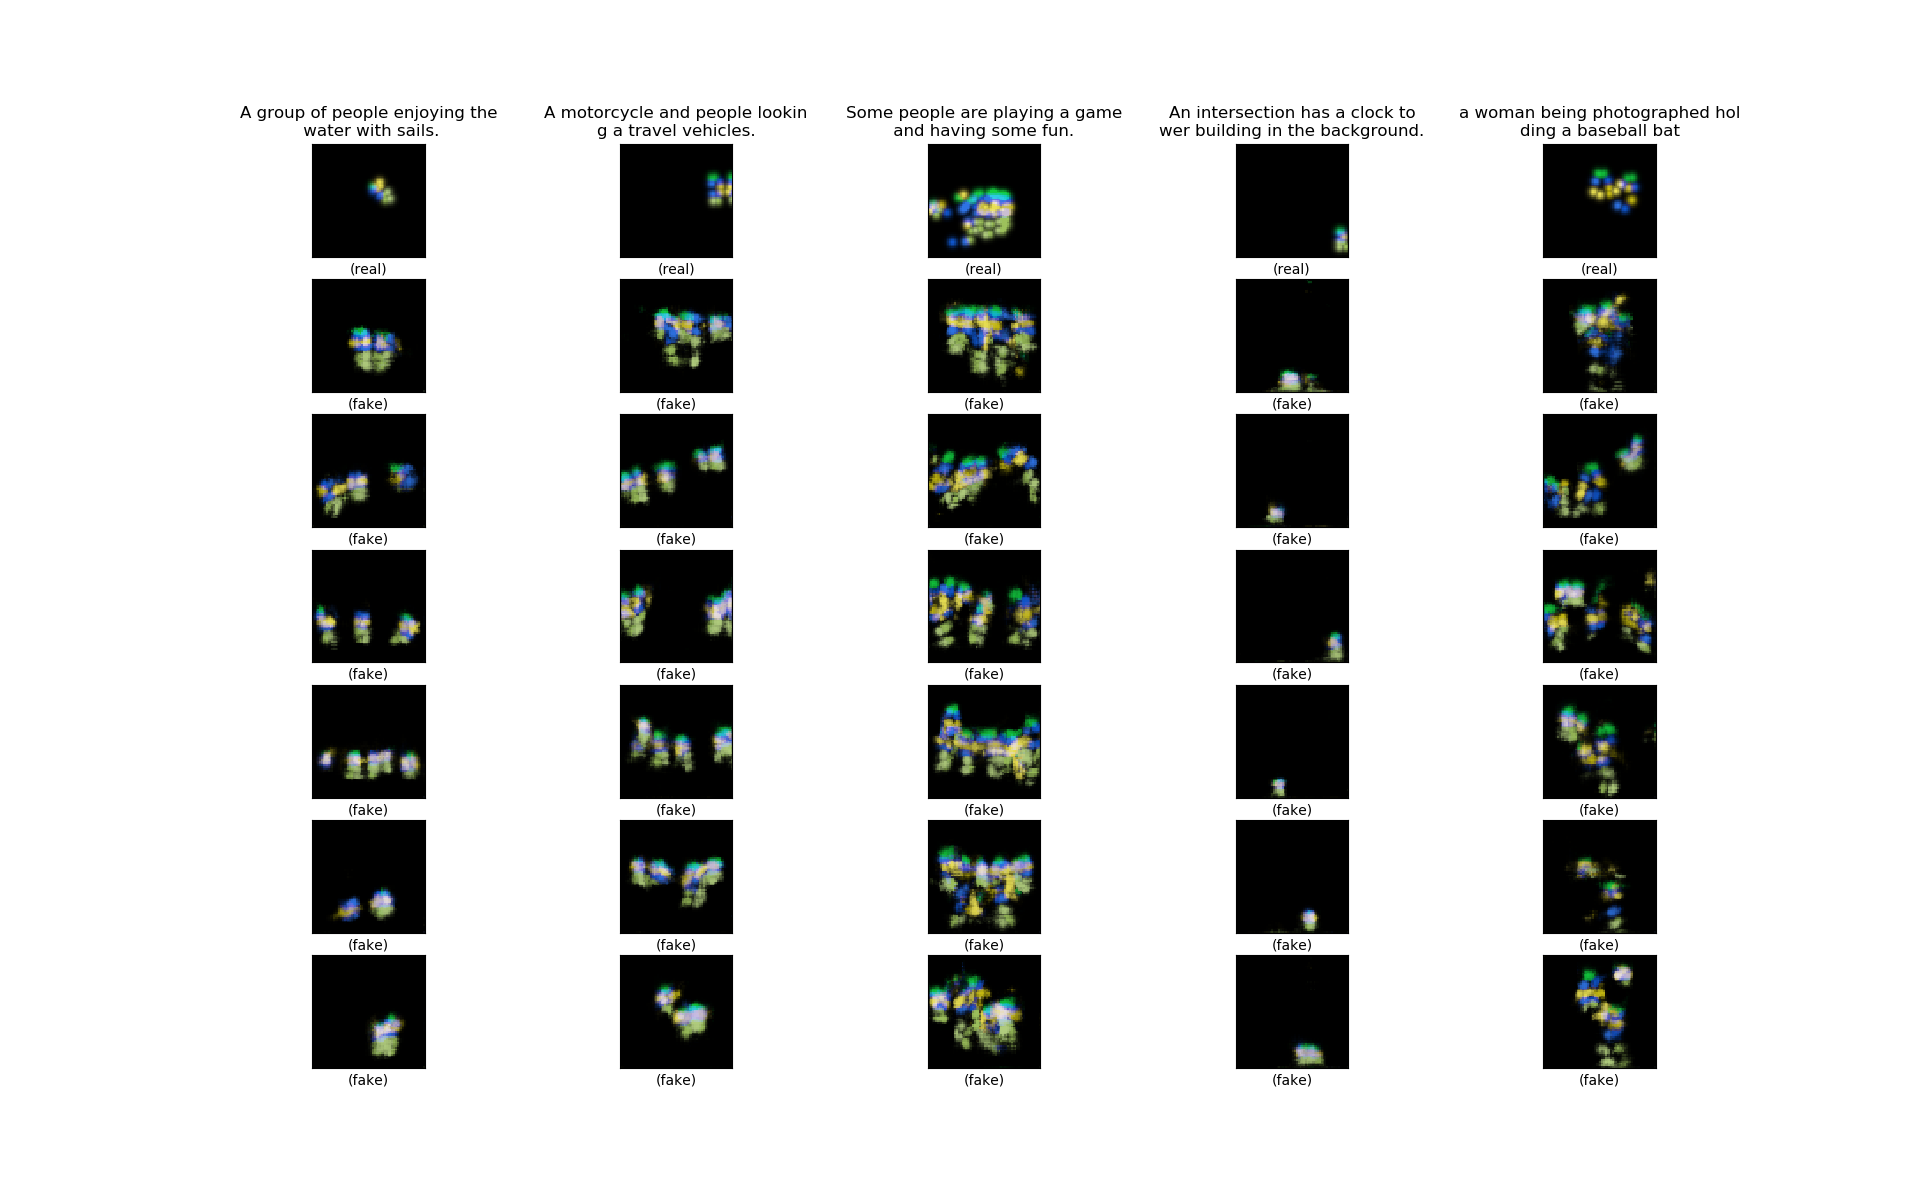 A group of people enjoying the
water with sails.
A motorcycle and people lookin
g a travel vehicles.
Some people are playing a game
and having some fun.
An intersection has a clock to
wer building in the background.
a woman being photographed hol
ding a baseball bat
(real) (real) (real) (real) (real)
(fake) (fake) (fake) (fake) (fake)
(fake) (fake) (fake) (fake) (fake)
(fake) (fake) (fake) (fake) (fake)
(fake) (fake) (fake) (fake) (fake)
(fake) (fake) (fake) (fake) (fake)
(fake) (fake) (fake) (fake) (fake)